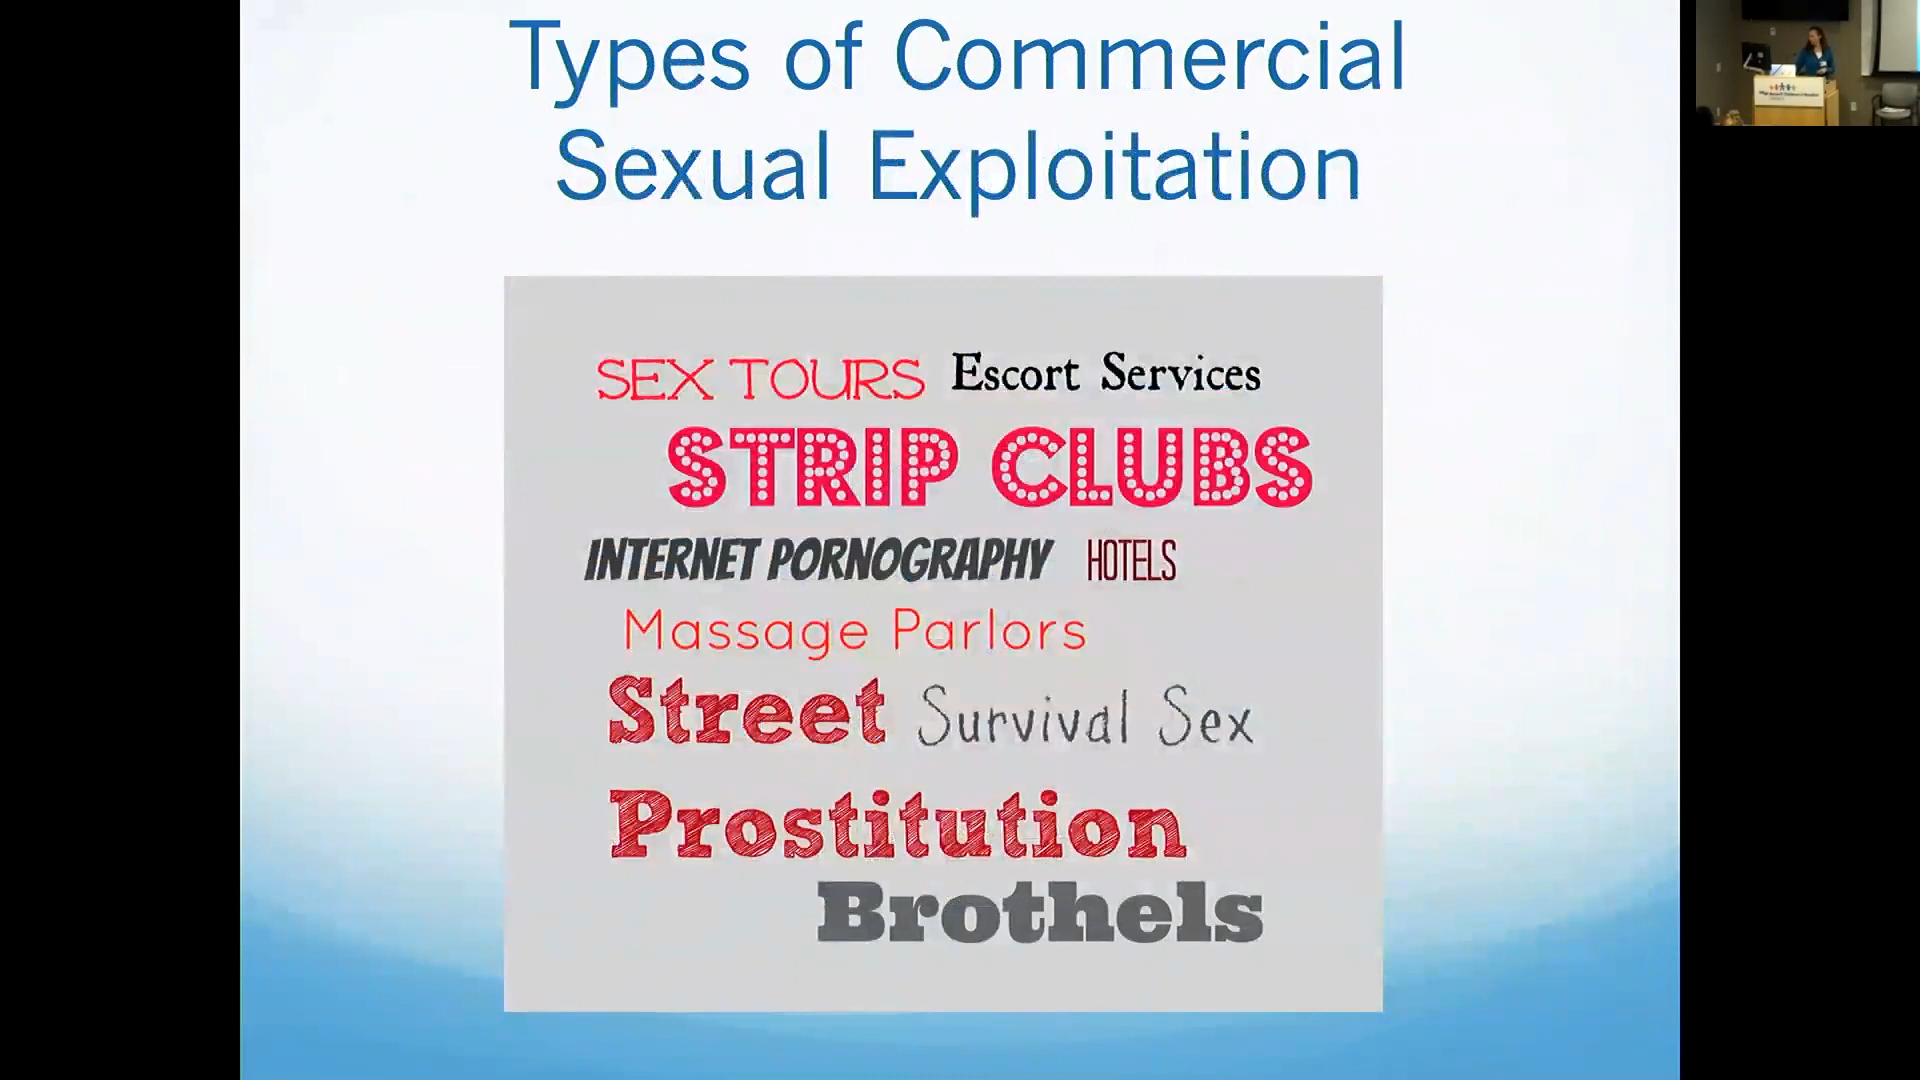 Types of Commercial
Sexual Exploitation
SEX TOURS Escort Services
STRIP CLUBS
INTERNET PORNOGRAPHY HOTELS
Massage Parlors
Street Survival Sex
Prostitution
Brothels